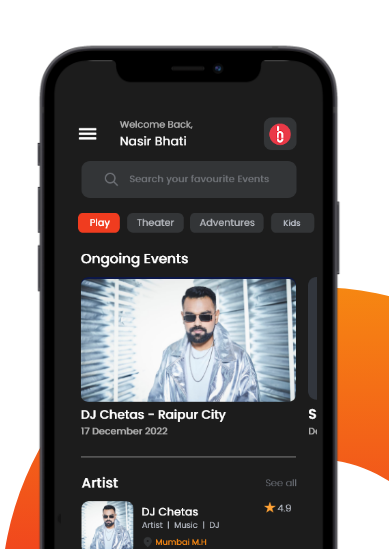 Welcome Back,
Nasir Bhati
Search your favourite Events
Play Theater Adventures Kids
Ongoing Events
DJ Chetas - Raipur City
17 December 2022
Artist See all
DJ Chetas 4.9
Artist | Music | DJ
Mumbai M.H